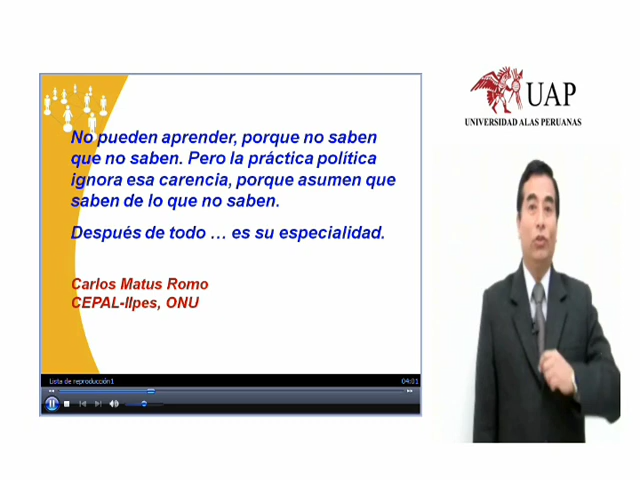 No pueden aprender, porque no saben
que no saben. Pero la práctica política
ignora esa carencia, porque asumen que
saben de lo que no saben.
Después de todo … es su especialidad.
Carlos Matus Romo
CEPAL-Ilpes, ONU
Lista de reproducción1
04:01
UAP
UNIVERSIDAD ALAS PERUANAS